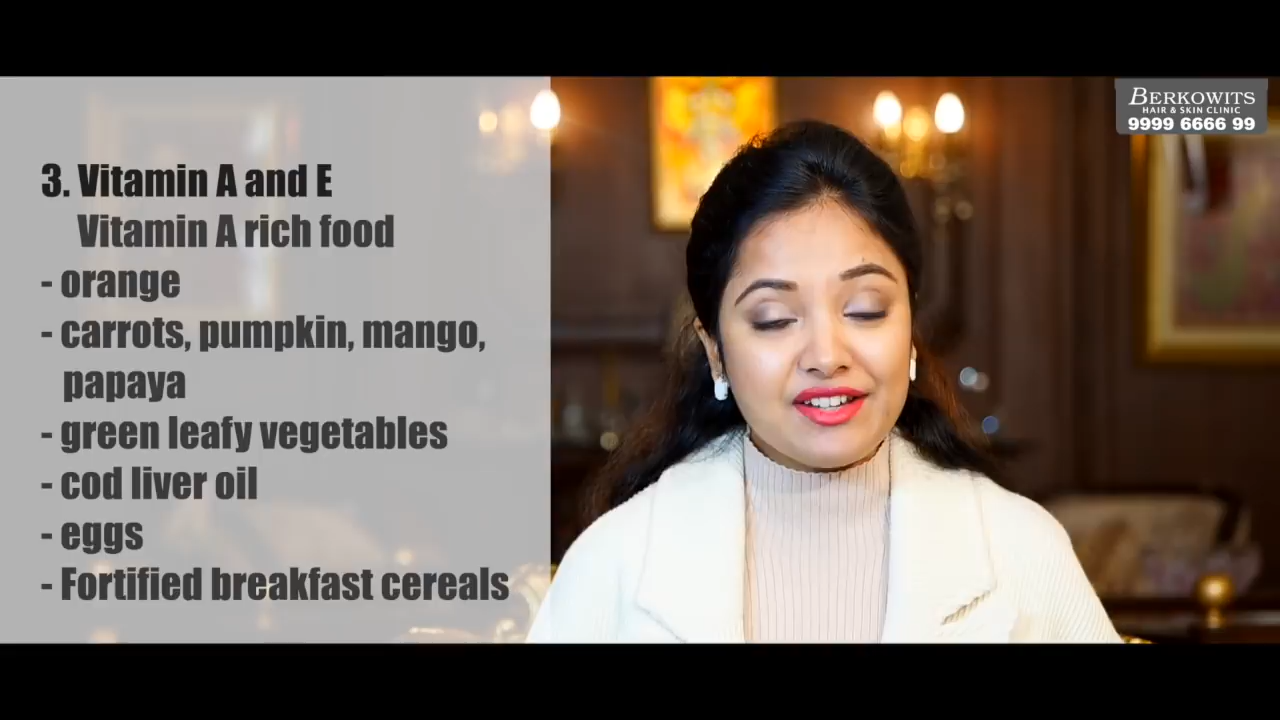 3. Vitamin A and E
Vitamin A rich food
- orange
- carrots, pumpkin, mango,
papaya
- green leafy vegetables
- cod liver oil
- eggs
- Fortified breakfast cereals
BERKOWITS
HAIR & SKIN CLINIC
9999 6666 99